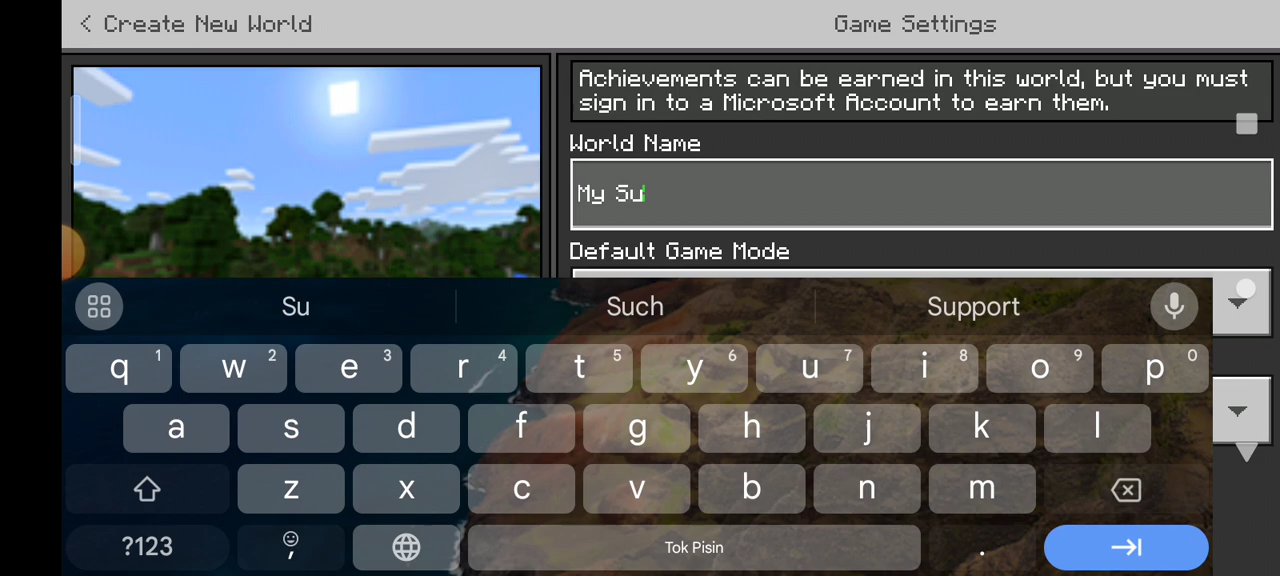 Create New World
Game Settings
Achievements can be earned in this world, but you must
sign in to a Microsoft Account to earn them.
World Name
My Su
Default Game Mode
Su Such Support
q 1 w 2 e 3 r 4 t 5 y 6 u 7 i 8 o 9 p 0
a s d f g h j k l
z x c v b n m
?123 , Tok Pisin .